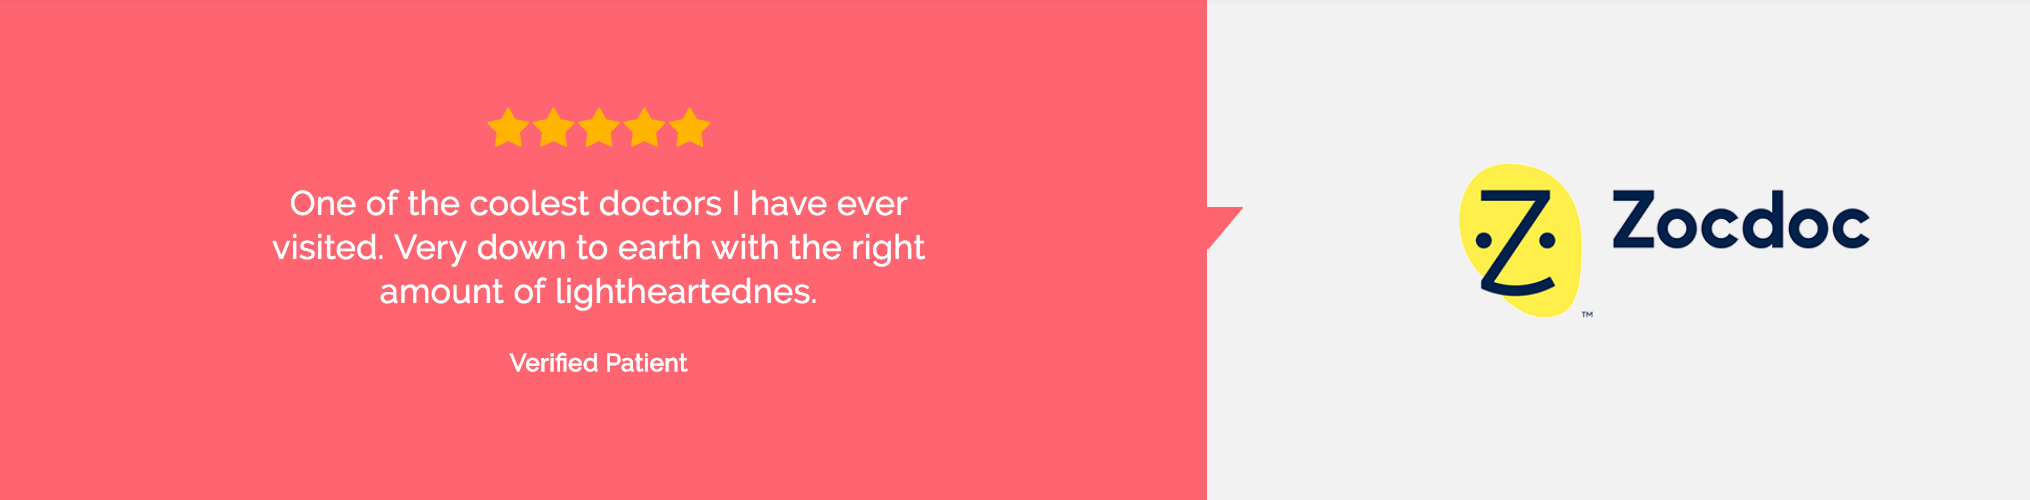 One of the coolest doctors I have ever
visited. Very down to earth with the right
amount of lightheartednes.
Verified Patient
Zocdoc
TM